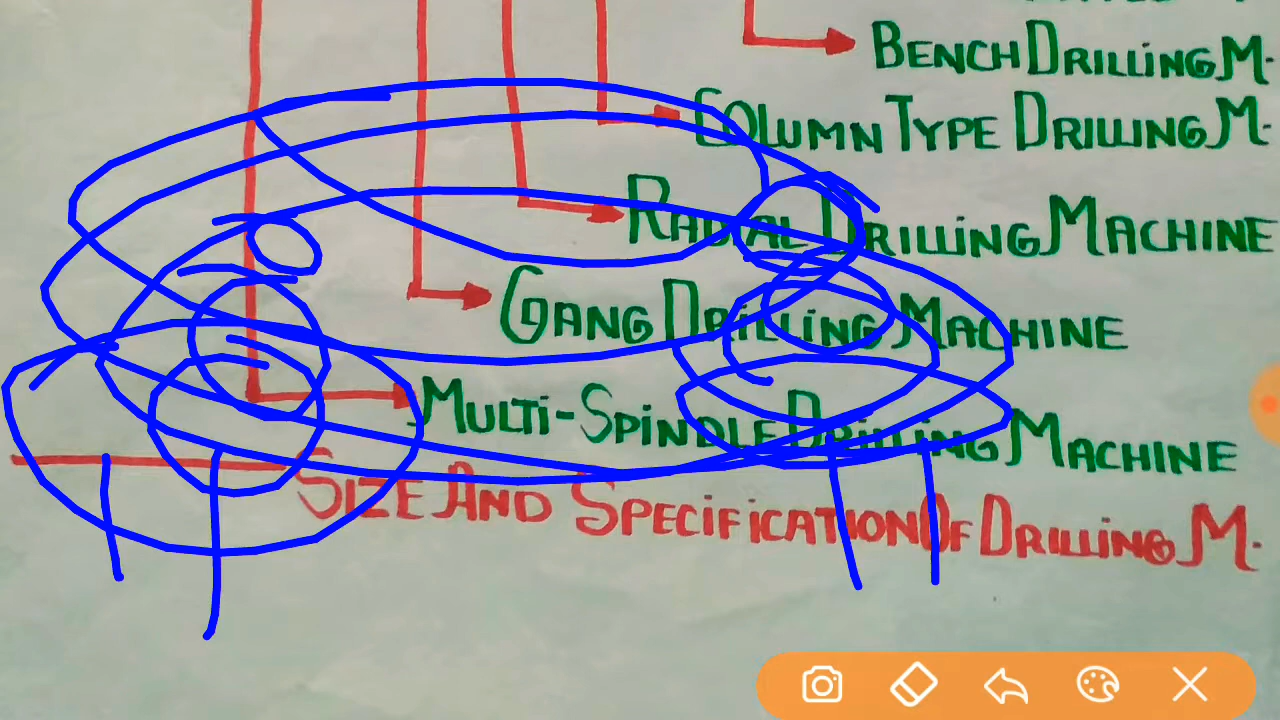 BENCH DRILLING M.
COLUMN TYPE DRILLING M.
RADIAL DRILLING MACHINE
GANG DRILLING MACHINE
MULTI-SPINDLE DRILLING MACHINE
SIZE AND SPECIFICATION OF DRILLING M.